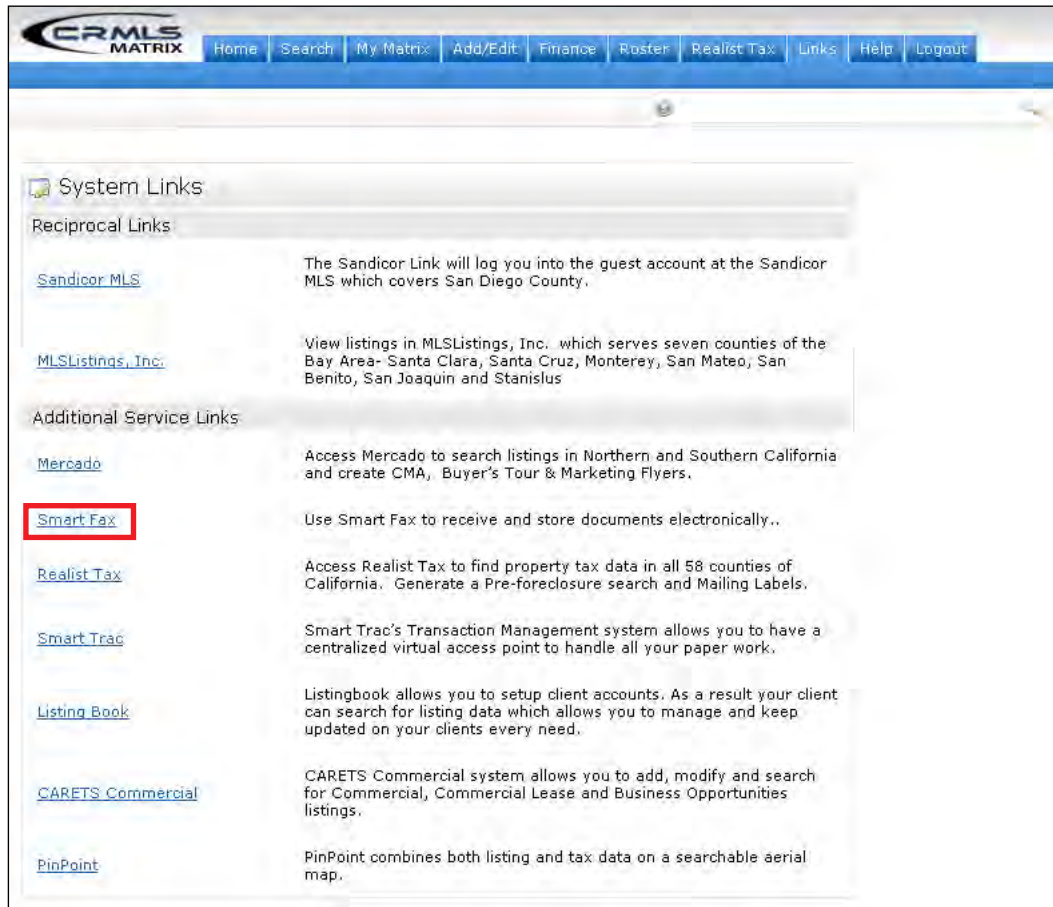 CRMLS
MATRIX
Home Search My Matrix Add/Edit Finance Roster Realist Tax Links Help Logout
System Links
Reciprocal Links
Sandicor MLS
The Sandicor Link will log you into the guest account at the Sandicor
MLS which covers San Diego County.
MLSListings, Inc.
View listings in MLSListings, Inc. which serves seven counties of the
Bay Area- Santa Clara, Santa Cruz, Monterey, San Mateo, San
Benito, San Joaquin and Stanislus
Additional Service Links
Mercado
Access Mercado to search listings in Northern and Southern California
and create CMA, Buyer's Tour & Marketing Flyers.
Smart Fax
Use Smart Fax to receive and store documents electronically..
Realist Tax
Access Realist Tax to find property tax data in all 58 counties of
California. Generate a Pre-foreclosure search and Mailing Labels.
Smart Trac
Smart Trac's Transaction Management system allows you to have a
centralized virtual access point to handle all your paper work.
Listing Book
Listingbook allows you to setup client accounts. As a result your client
can search for listing data which allows you to manage and keep
updated on your clients every need.
CARETS Commercial
CARETS Commercial system allows you to add, modify and search
for Commercial, Commercial Lease and Business Opportunities
listings.
PinPoint
PinPoint combines both listing and tax data on a searchable aerial
map.